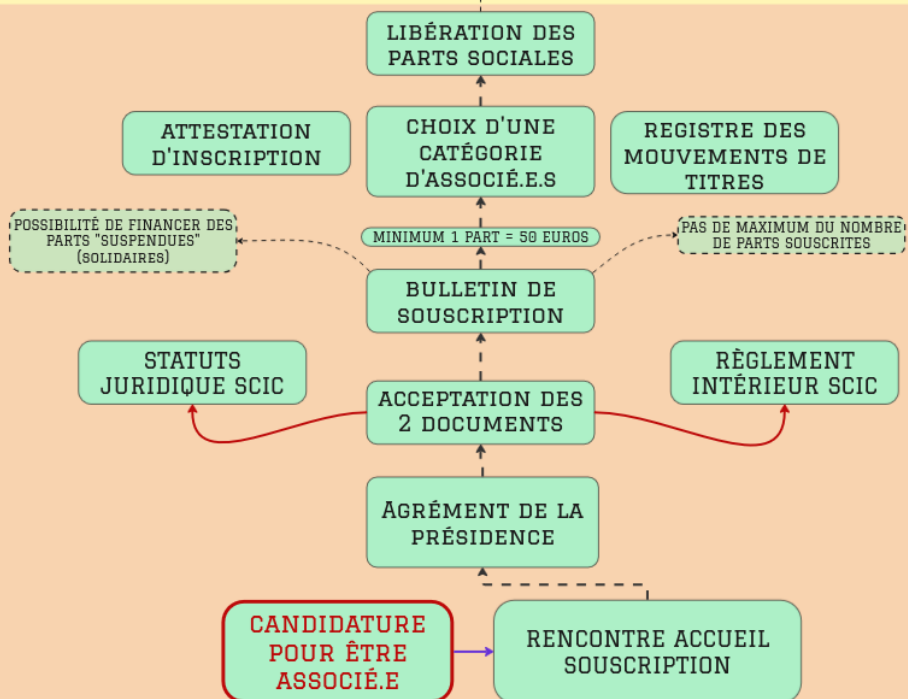 LIBÉRATION DES
PARTS SOCIALES
ATTESTATION
D'INSCRIPTION
CHOIX D'UNE
CATÉGORIE
D'ASSOCIÉ.E.S
REGISTRE DES
MOUVEMENTS DE
TITRES
POSSIBILITÉ DE FINANCER DES
PARTS "SUSPENDUES"
(SOLIDAIRES)
MINIMUM 1 PART = 50 EUROS
PAS DE MAXIMUM DU NOMBRE
DE PARTS SOUSCRITES
BULLETIN DE
SOUSCRIPTION
STATUTS
JURIDIQUE SCIC
RÈGLEMENT
INTÉRIEUR SCIC
ACCEPTATION DES
2 DOCUMENTS
AGRÉMENT DE LA
PRÉSIDENCE
CANDIDATURE
POUR ÊTRE
ASSOCIÉ.E
RENCONTRE ACCUEIL
SOUSCRIPTION